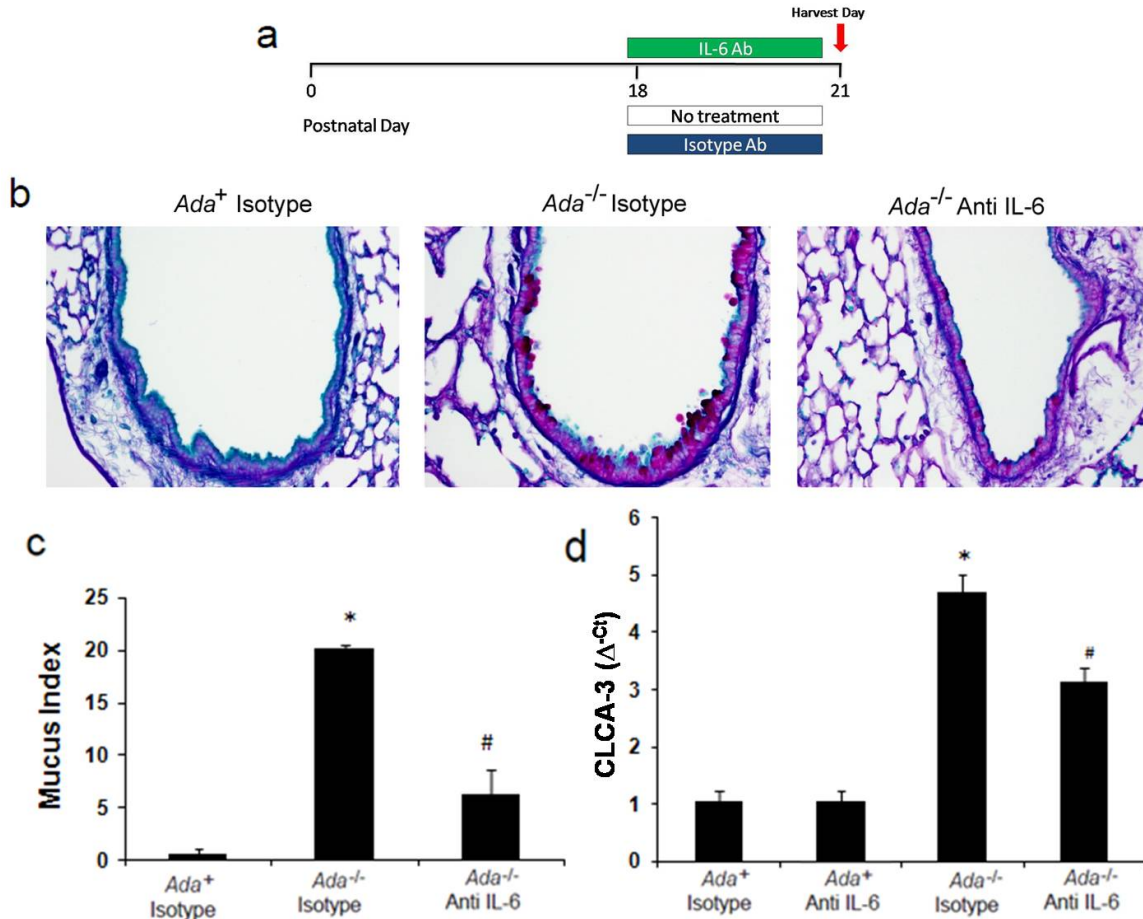 a
Harvest Day
IL-6 Ab
0
18
21
Postnatal Day
No treatment
Isotype Ab
b
Ada+ Isotype
Ada-/- Isotype
Ada-/- Anti IL-6
c
Mucus Index
25
20
15
10
5
0
*
#
Ada+
Isotype
Ada-/-
Isotype
Ada-/-
Anti IL-6
d
CLCA-3 (Δ-Ct)
6
5
4
3
2
1
0
*
#
Ada+
Isotype
Ada+
Anti IL-6
Ada-/-
Isotype
Ada-/-
Anti IL-6